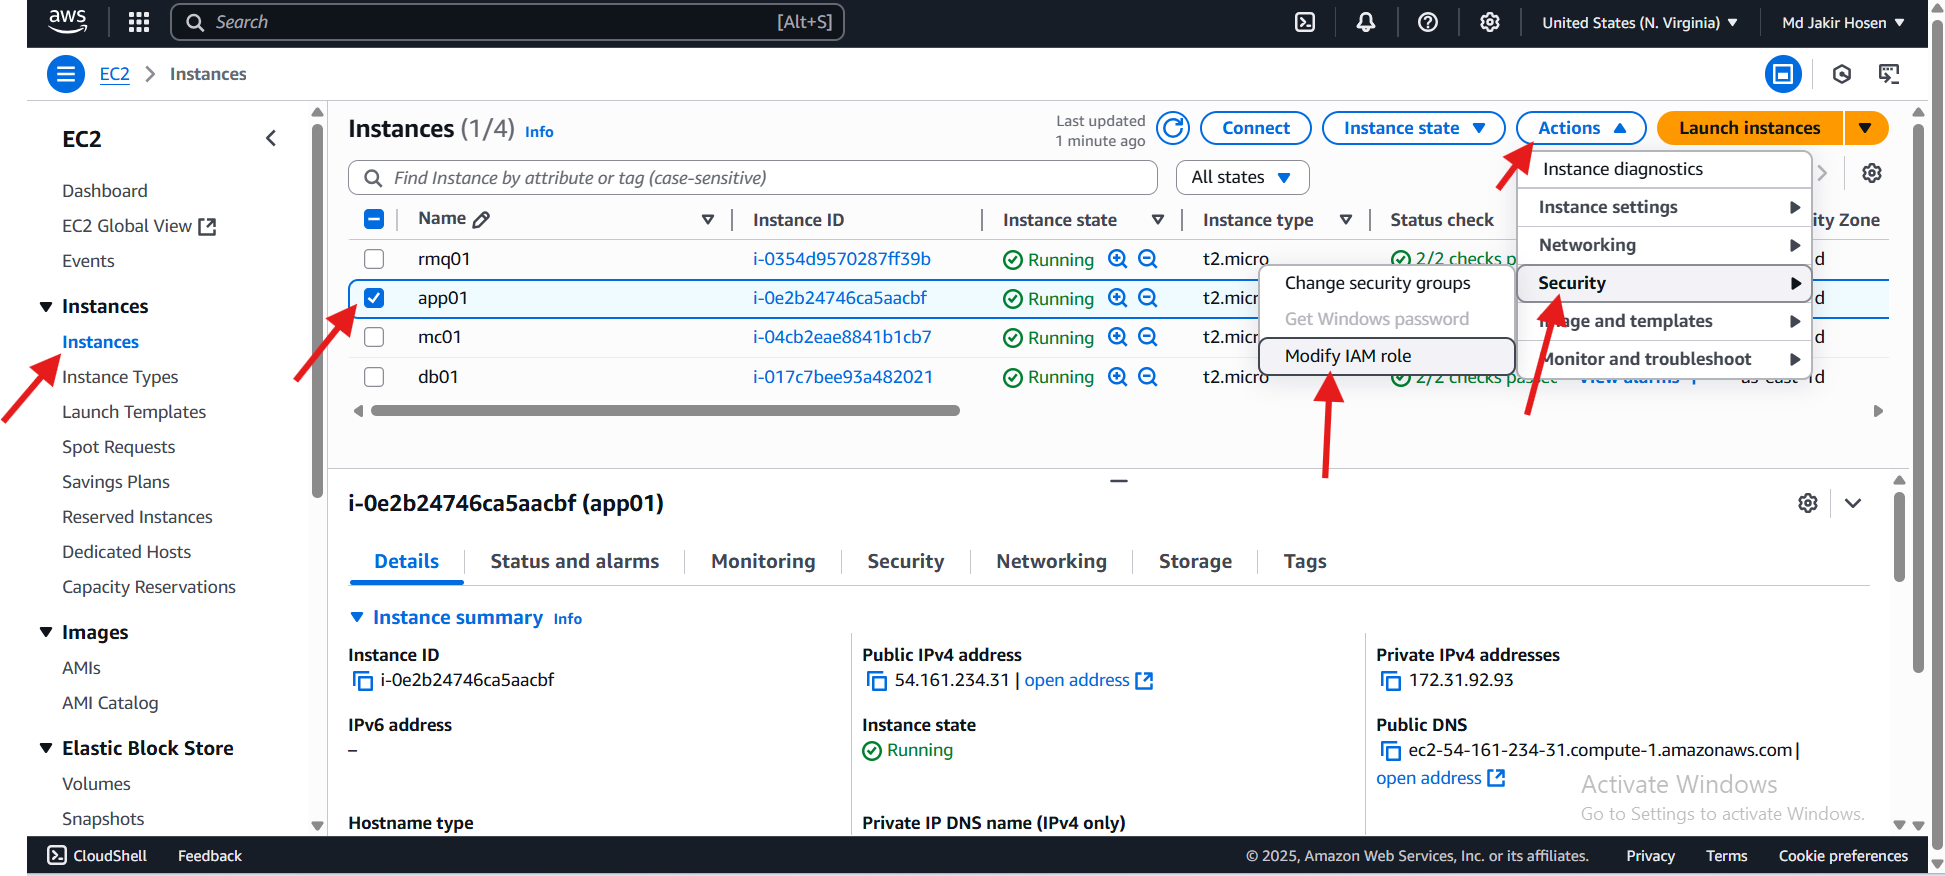 aws
Search
[Alt+S]
United States (N. Virginia)
Md Jakir Hosen
EC2
Instances
EC2
Dashboard
EC2 Global View
Events
Instances
Instances
Instance Types
Launch Templates
Spot Requests
Savings Plans
Reserved Instances
Dedicated Hosts
Capacity Reservations
Images
AMIs
AMI Catalog
Elastic Block Store
Volumes
Snapshots
Instances (1/4) Info
Last updated
1 minute ago
Connect
Instance state
Actions
Launch instances
Find Instance by attribute or tag (case-sensitive)
All states
Name
Instance ID
Instance state
Instance type
Status check
ity Zone
rmq01 i-0354d9570287ff39b Running t2.micro 2/2 checks p d
app01 i-0e2b24746ca5aacbf Running t2.micr d
mc01 i-04cb2eae8841b1cb7 Running t2.micr d
db01 i-017c7bee93a482021 Running t2.micro 2/2 checks passe View alarms us-east- d
Instance diagnostics
Instance settings
Networking
Security
Image and templates
Monitor and troubleshoot
Change security groups
Get Windows password
Modify IAM role
i-0e2b24746ca5aacbf (app01)
Details
Status and alarms
Monitoring
Security
Networking
Storage
Tags
Instance summary Info
Instance ID
i-0e2b24746ca5aacbf
Public IPv4 address
54.161.234.31 | open address
Private IPv4 addresses
172.31.92.93
IPv6 address
–
Instance state
Running
Public DNS
ec2-54-161-234-31.compute-1.amazonaws.com |
open address
Hostname type
Private IP DNS name (IPv4 only)
Activate Windows
Go to Settings to activate Windows.
CloudShell
Feedback
© 2025, Amazon Web Services, Inc. or its affiliates.
Privacy
Terms
Cookie preferences